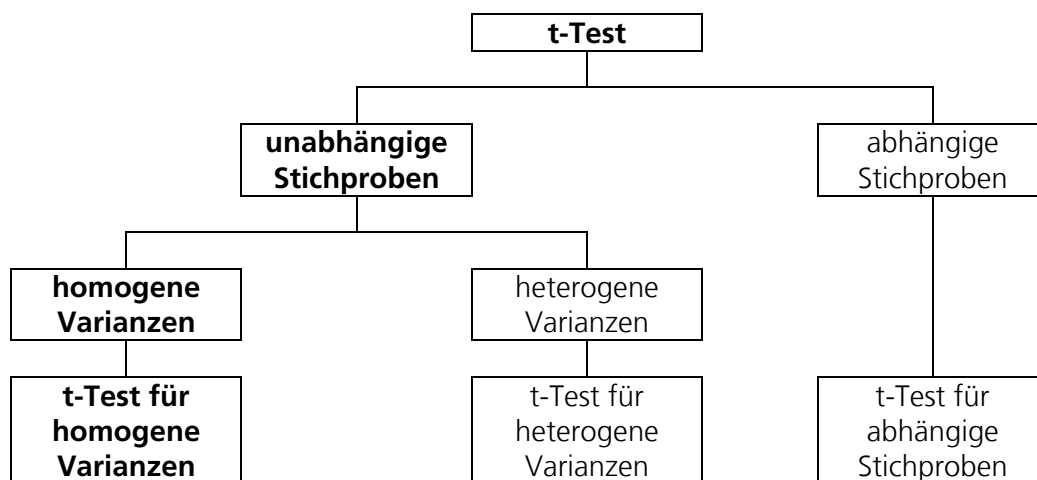 t-Test
unabhängige
Stichproben
abhängige
Stichproben
homogene
Varianzen
heterogene
Varianzen
t-Test für
homogene
Varianzen
t-Test für
heterogene
Varianzen
t-Test für
abhängige
Stichproben